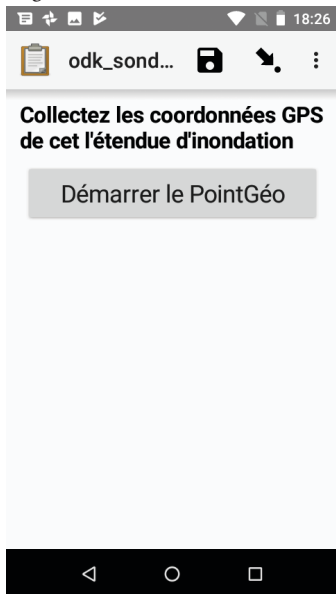 18:26
odk_sond...
Collectez les coordonnées GPS
de cet l'étendue d'inondation
Démarrer le PointGéo